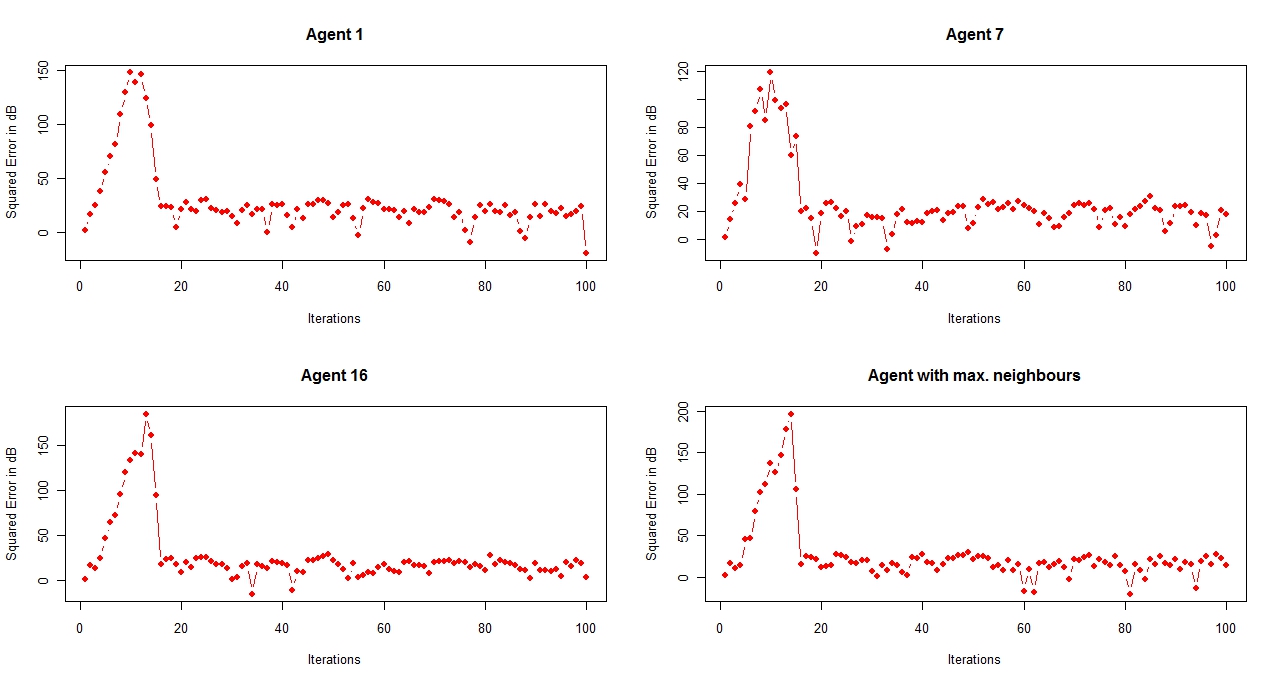 Agent 1
Squared Error in dB
150
100
50
0
0 20 40 60 80 100
Iterations
Agent 7
Squared Error in dB
120
80
60
40
20
0
0 20 40 60 80 100
Iterations
Agent 16
Squared Error in dB
150
100
50
0
0 20 40 60 80 100
Iterations
Agent with max. neighbours
Squared Error in dB
200
150
100
50
0
0 20 40 60 80 100
Iterations